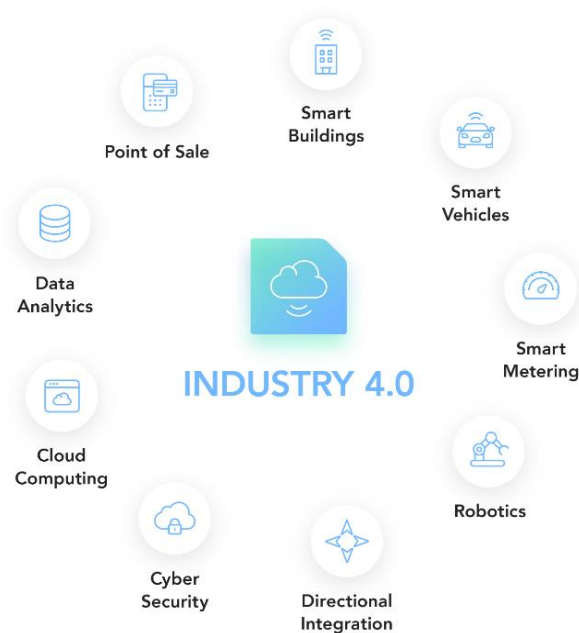 Smart
Buildings
Point of Sale
Smart
Vehicles
Data
Analytics
Smart
Metering
INDUSTRY 4.0
Cloud
Computing
Robotics
Cyber
Security
Directional
Integration